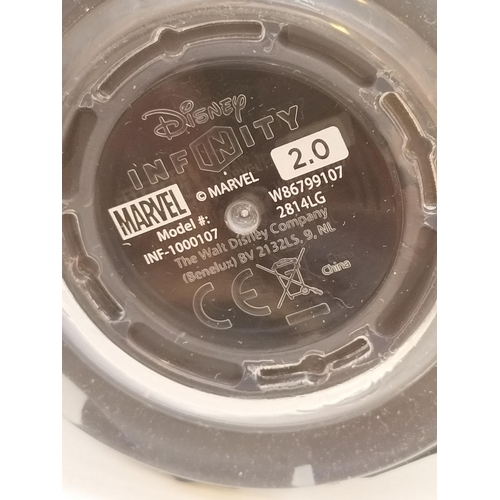 Disney
INFINITY
2.0
MARVEL
© MARVEL
Model #:
INF-1000107
W86799107
2814LG
The Walt Disney Company
(Benelux) BV 2132LS, 9, NL
CE
China